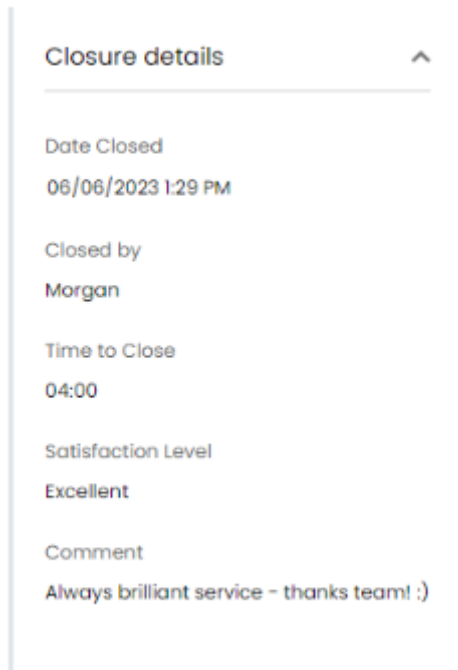 Closure details
Date Closed
06/06/2023 1:29 PM
Closed by
Morgan
Time to Close
04:00
Satisfaction Level
Excellent
Comment
Always brilliant service - thanks team! :)